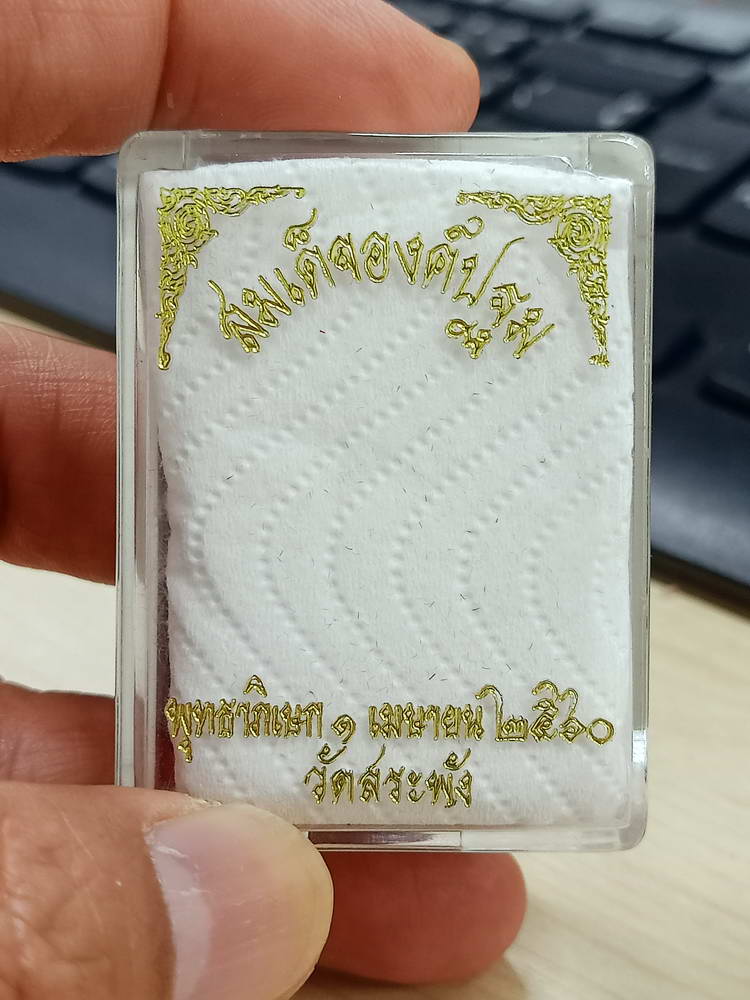 สมเด็จองค์ปฐม
พุทธาภิเษก ๑ เมษายน ๒๕๖๐
วัดสระพัง